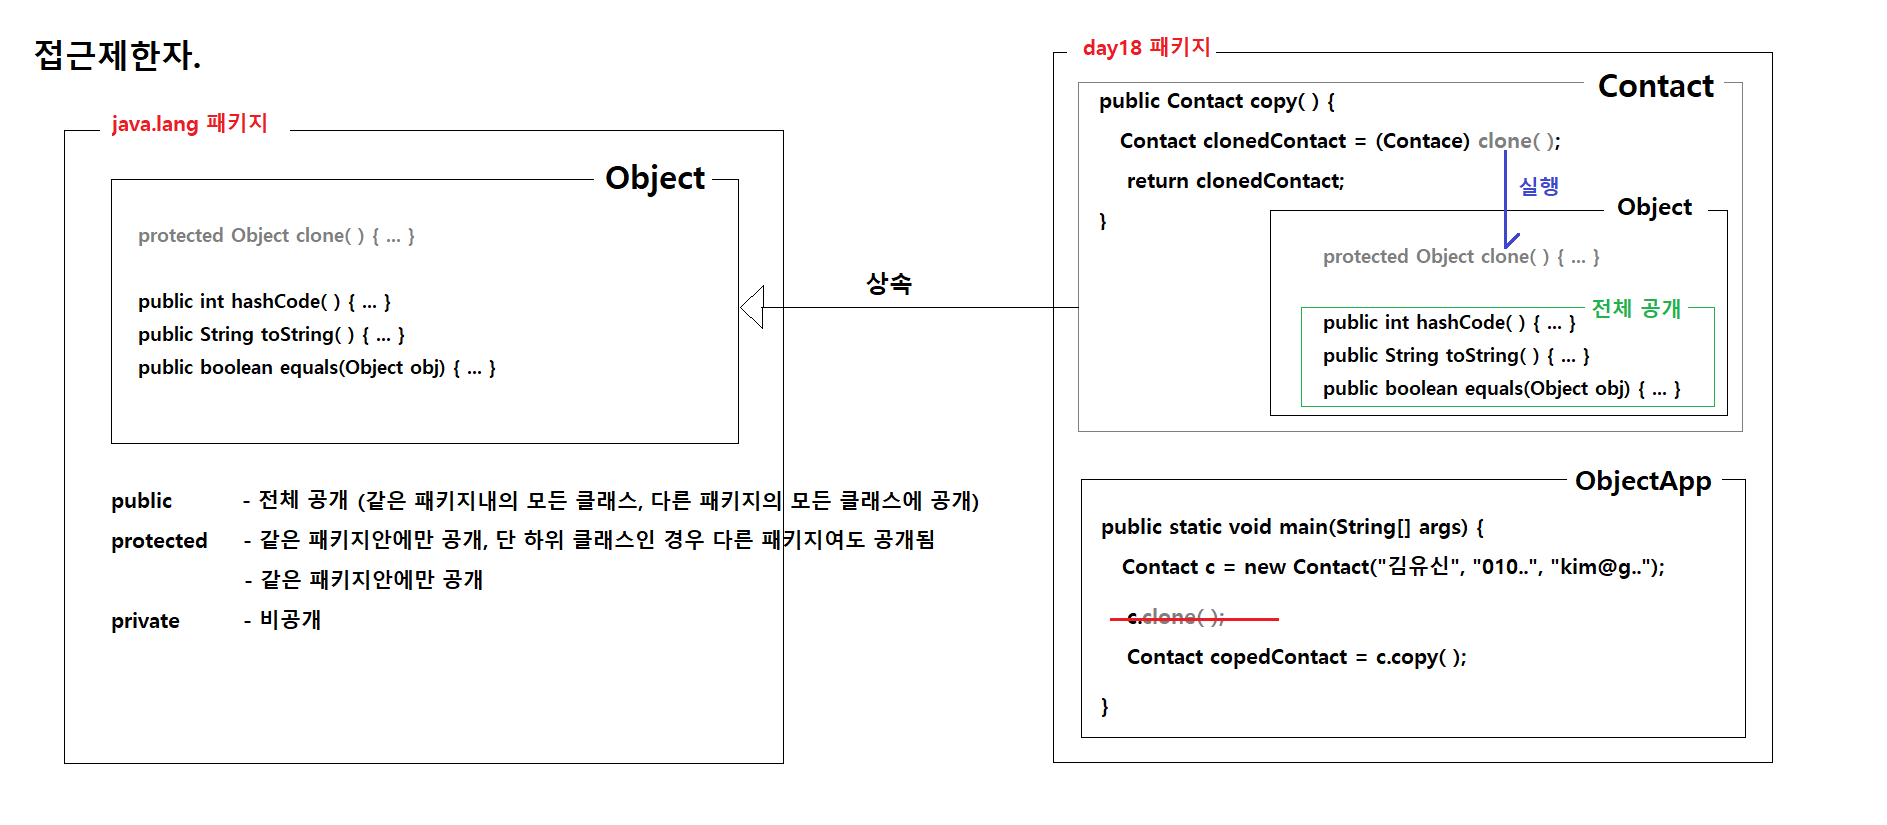 접근제한자.
java.lang 패키지
Object
protected Object clone( ) { ... }
public int hashCode( ) { ... }
public String toString( ) { ... }
public boolean equals(Object obj) { ... }
public - 전체 공개 (같은 패키지내의 모든 클래스, 다른 패키지의 모든 클래스에 공개)
protected - 같은 패키지안에만 공개, 단 하위 클래스인 경우 다른 패키지여도 공개됨
- 같은 패키지안에만 공개
private - 비공개
상속
day18 패키지
Contact
public Contact copy( ) {
Contact clonedContact = (Contace) clone( );
return clonedContact;
}
실행
Object
protected Object clone( ) { ... }
전체 공개
public int hashCode( ) { ... }
public String toString( ) { ... }
public boolean equals(Object obj) { ... }
ObjectApp
public static void main(String[] args) {
Contact c = new Contact("김유신", "010..", "kim@g..");
c.clone( );
Contact copedContact = c.copy( );
}